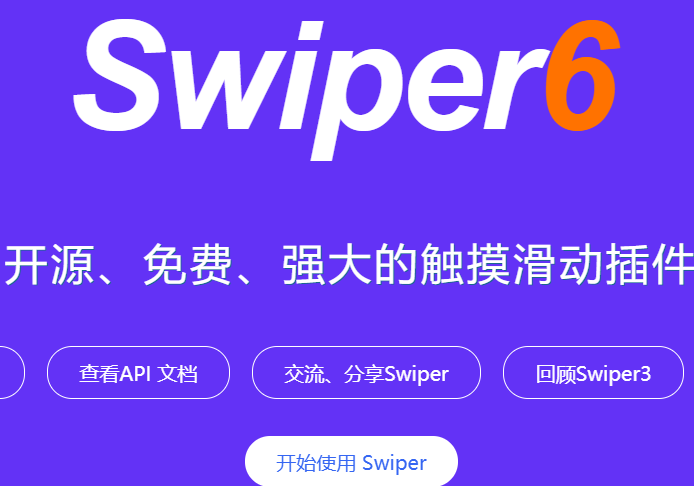 Swiper6
开源、免费、强大的触摸滑动插件
查看API 文档
交流、分享Swiper
回顾Swiper3
开始使用 Swiper